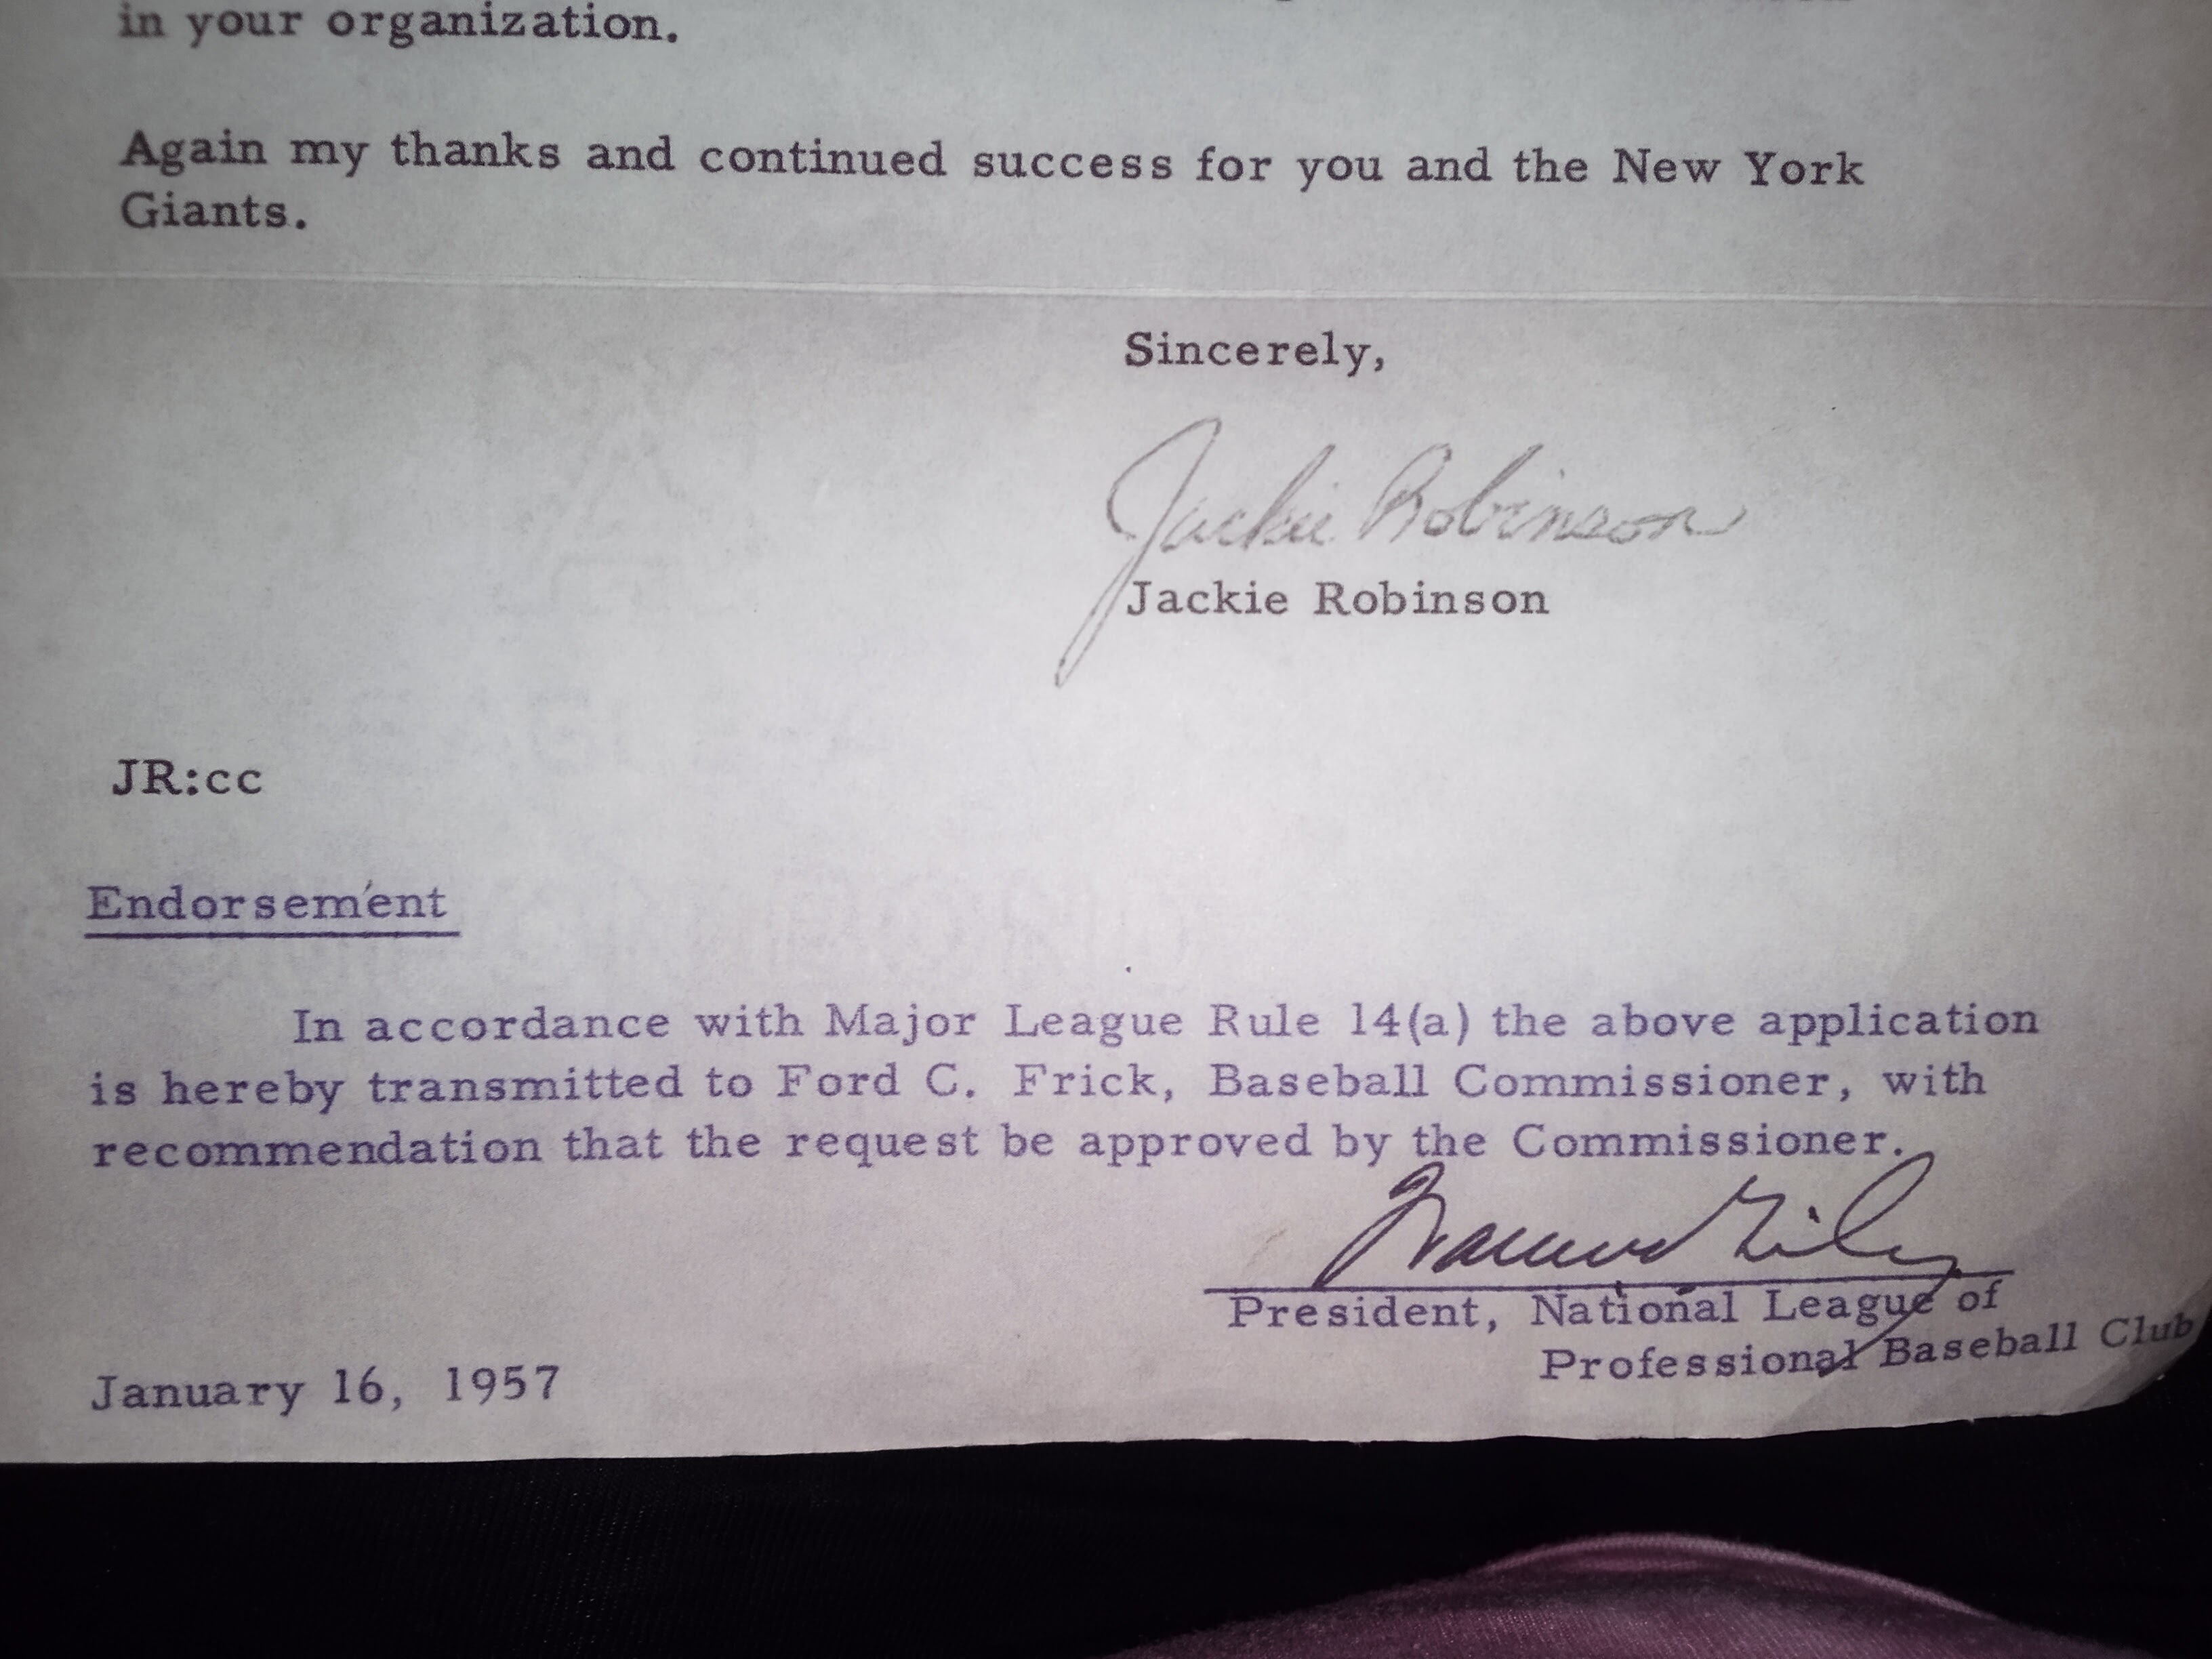 in your organization.
Again my thanks and continued success for you and the New York
Giants.
Sincerely,
Jackie Robinson
Jackie Robinson
JR:cc
Endorsement
In accordance with Major League Rule 14(a) the above application
is hereby transmitted to Ford C. Frick, Baseball Commissioner, with
recommendation that the request be approved by the Commissioner.
Warren Giles
President, National League of
Professional Baseball Club
January 16, 1957